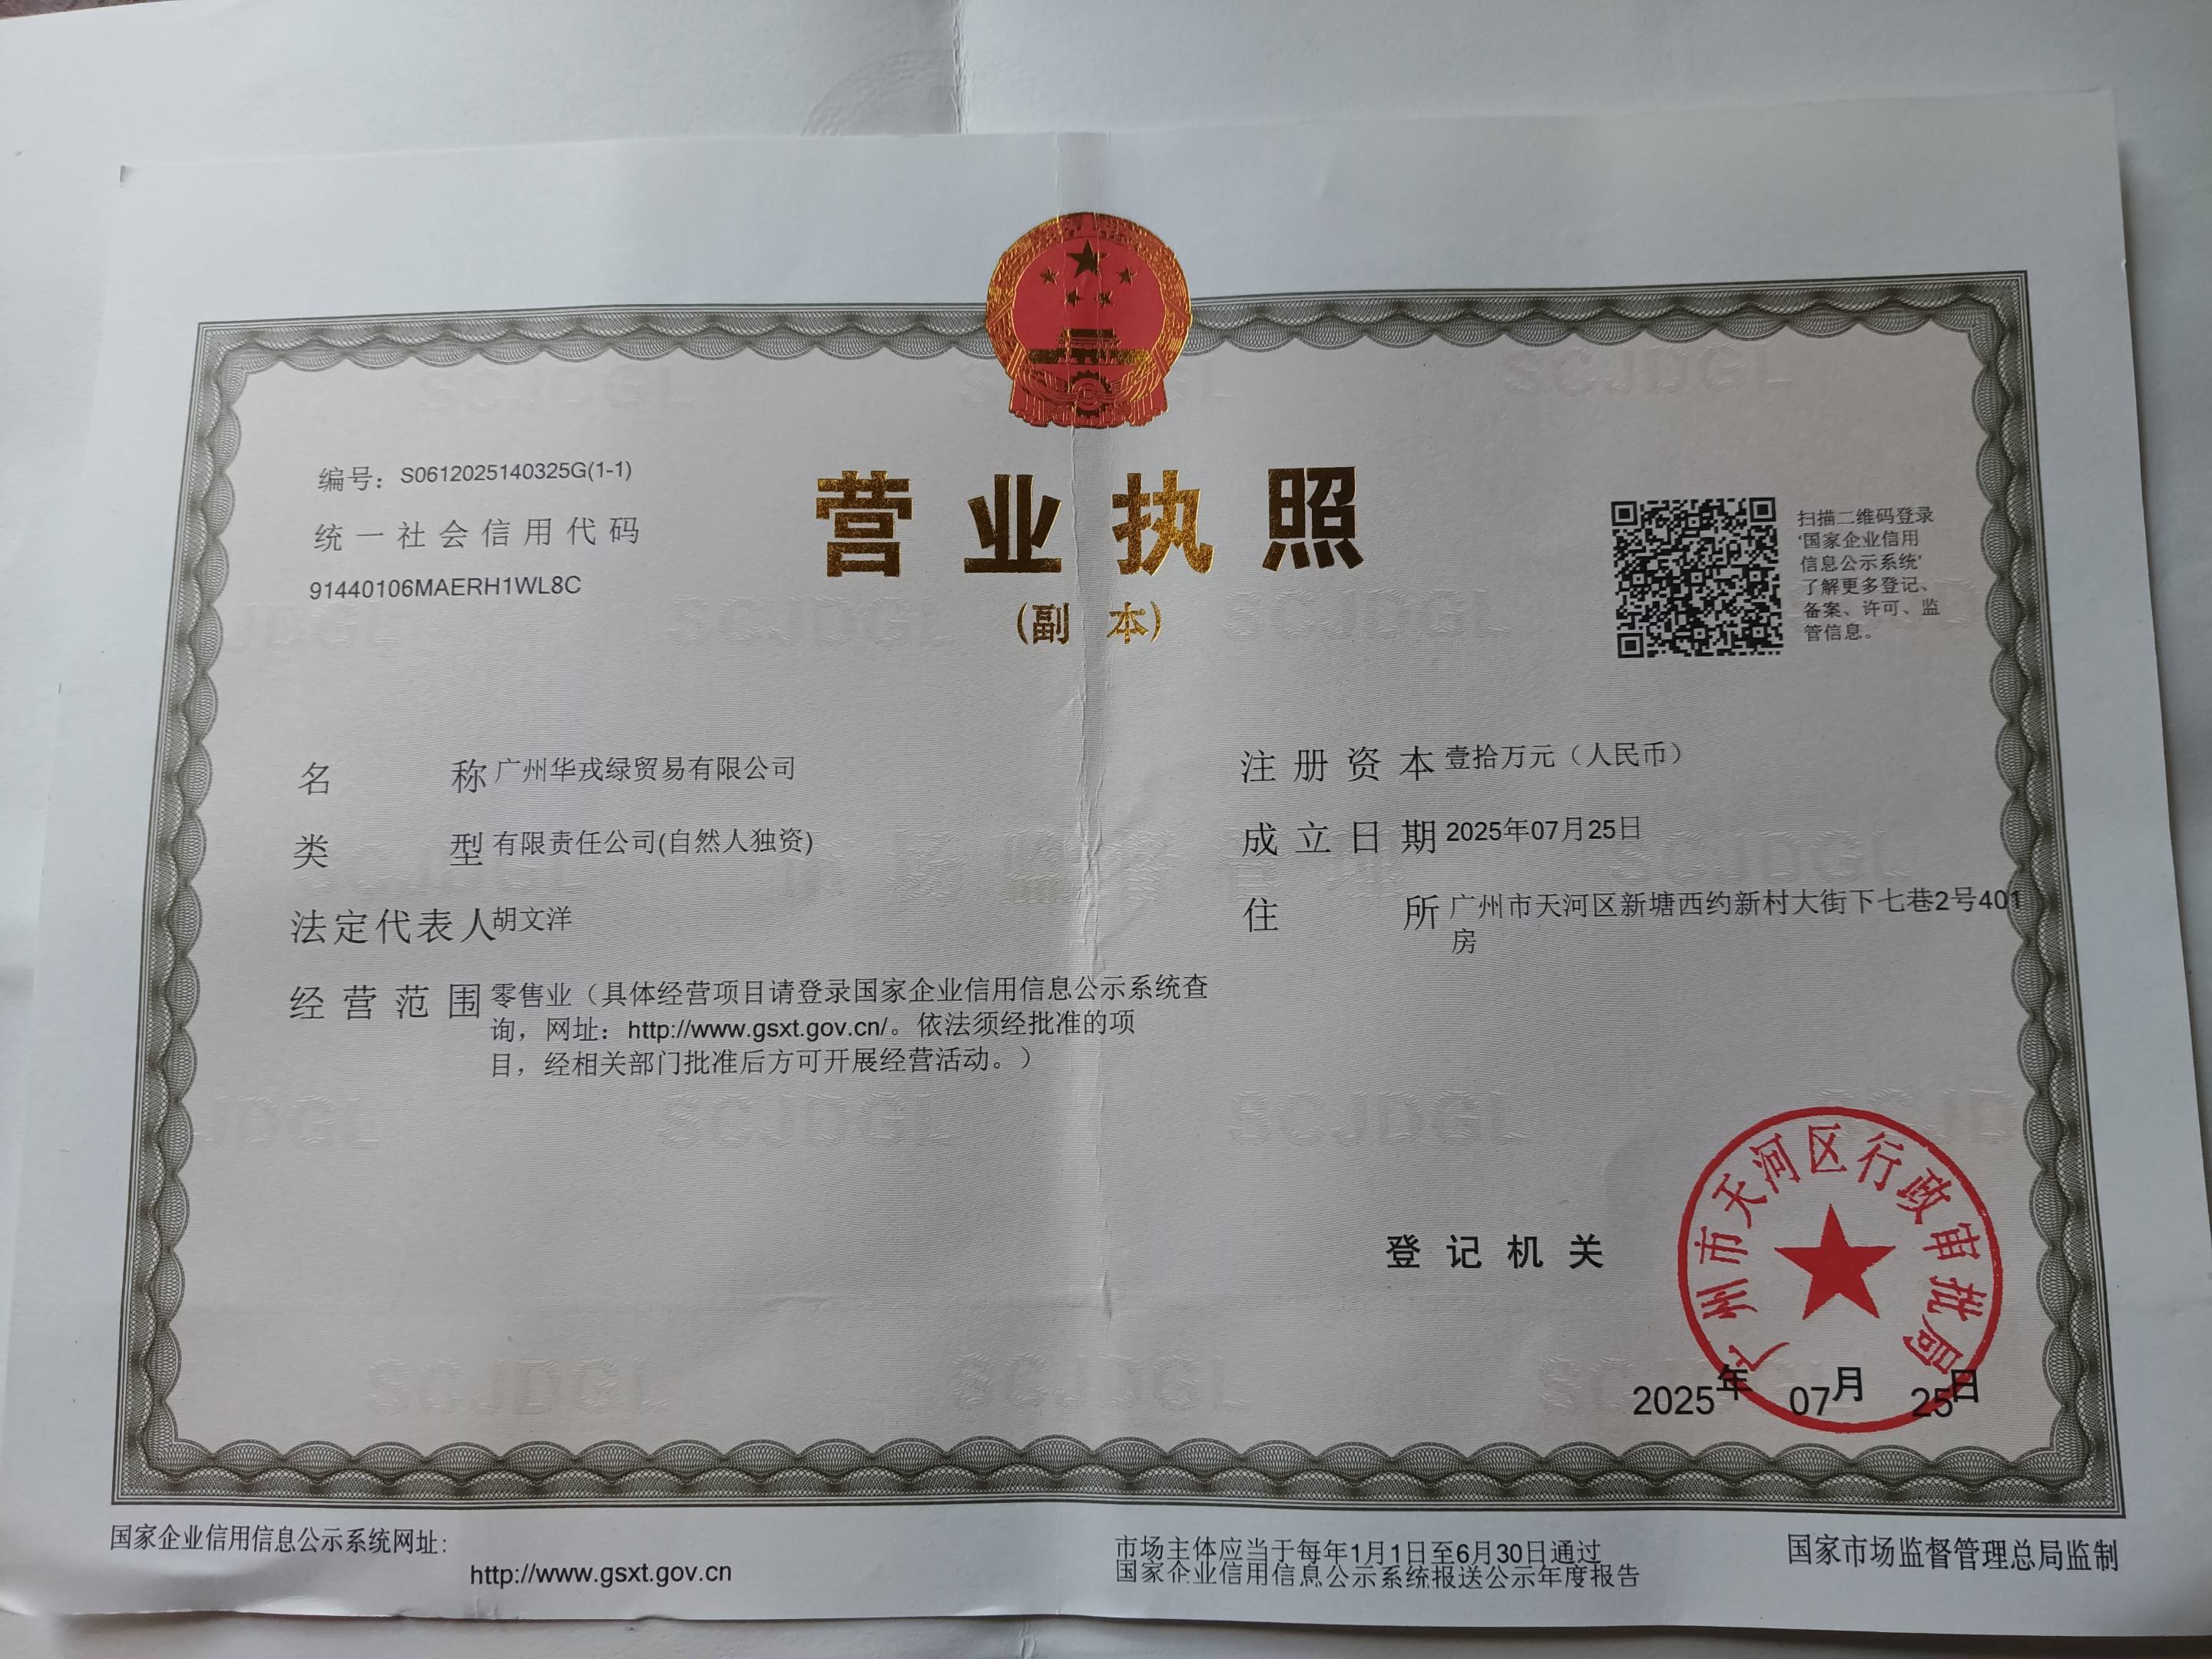 编号：S0612025140325G(1-1)
统一社会信用代码
91440106MAERH1WL8C
营业执照
(副本)
扫描二维码登录
‘国家企业信用
信息公示系统’
了解更多登记、
备案、许可、监
管信息。
名称 广州华戎绿贸易有限公司
类型 有限责任公司(自然人独资)
法定代表人 胡文洋
经营范围 零售业（具体经营项目请登录国家企业信用信息公示系统查
询，网址：http://www.gsxt.gov.cn/。依法须经批准的项
目，经相关部门批准后方可开展经营活动。）
注册资本 壹拾万元（人民币）
成立日期 2025年07月25日
住所 广州市天河区新塘西约新村大街下七巷2号401
房
登记机关
广州市天河区行政审批局
2025年07月25日
国家企业信用信息公示系统网址：
http://www.gsxt.gov.cn
市场主体应当于每年1月1日至6月30日通过
国家企业信用信息公示系统报送公示年度报告
国家市场监督管理总局监制
SCJDGL